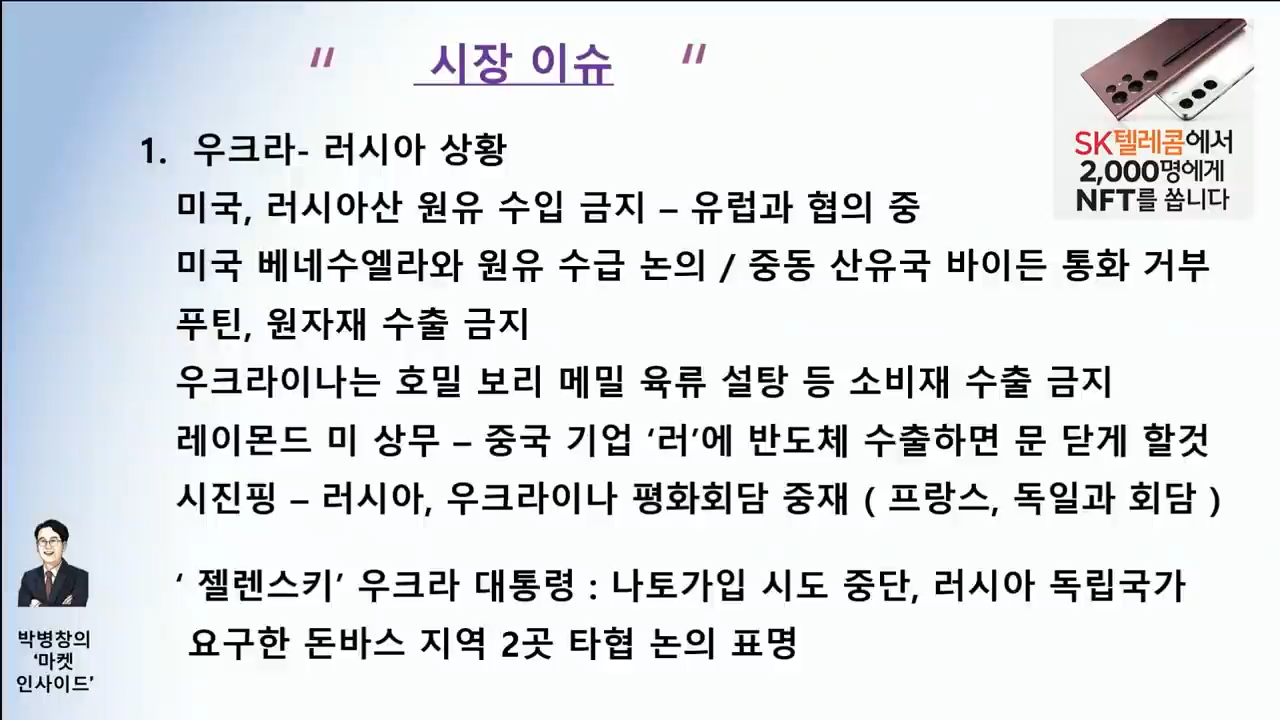 " 시장 이슈 "
SK텔레콤에서
2,000명에게
NFT를 쏩니다
1. 우크라- 러시아 상황
미국, 러시아산 원유 수입 금지 – 유럽과 협의 중
미국 베네수엘라와 원유 수급 논의 / 중동 산유국 바이든 통화 거부
푸틴, 원자재 수출 금지
우크라이나는 호밀 보리 메밀 육류 설탕 등 소비재 수출 금지
레이몬드 미 상무 – 중국 기업 ‘러’에 반도체 수출하면 문 닫게 할것
시진핑 – 러시아, 우크라이나 평화회담 중재 ( 프랑스, 독일과 회담 )
‘ 젤렌스키’ 우크라 대통령 : 나토가입 시도 중단, 러시아 독립국가
요구한 돈바스 지역 2곳 타협 논의 표명
박병창의
‘마켓
인사이드’